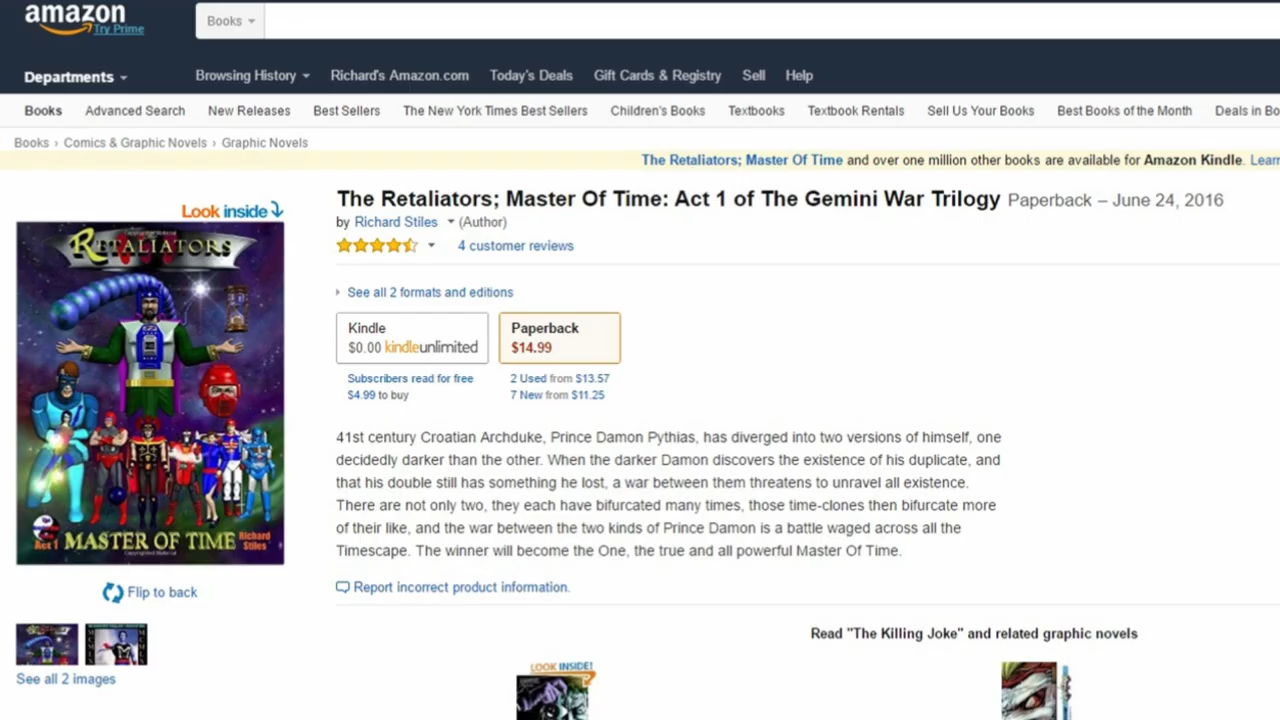 amazon
Try Prime
Books
Departments
Browsing History
Richard's Amazon.com
Today's Deals
Gift Cards & Registry
Sell
Help
Books
Advanced Search
New Releases
Best Sellers
The New York Times Best Sellers
Children's Books
Textbooks
Textbook Rentals
Sell Us Your Books
Best Books of the Month
Deals in Bo
Books › Comics & Graphic Novels › Graphic Novels
The Retaliators; Master Of Time and over one million other books are available for Amazon Kindle. Learn
Look inside
RETALIATORS
Act 1 MASTER OF TIME Richard Stiles
Copyrighted Material
Flip to back
See all 2 images
The Retaliators; Master Of Time: Act 1 of The Gemini War Trilogy Paperback – June 24, 2016
by Richard Stiles (Author)
4 customer reviews
See all 2 formats and editions
Kindle
$0.00 kindleunlimited
Subscribers read for free
$4.99 to buy
Paperback
$14.99
2 Used from $13.57
7 New from $11.25
41st century Croatian Archduke, Prince Damon Pythias, has diverged into two versions of himself, one
decidedly darker than the other. When the darker Damon discovers the existence of his duplicate, and
that his double still has something he lost, a war between them threatens to unravel all existence.
There are not only two, they each have bifurcated many times, those time-clones then bifurcate more
of their like, and the war between the two kinds of Prince Damon is a battle waged across all the
Timescape. The winner will become the One, the true and all powerful Master Of Time.
Report incorrect product information.
Read "The Killing Joke" and related graphic novels
LOOK INSIDE!